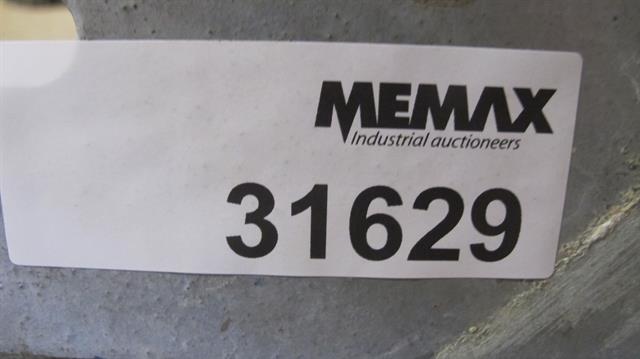 MEMAX
Industrial auctioneers
31629